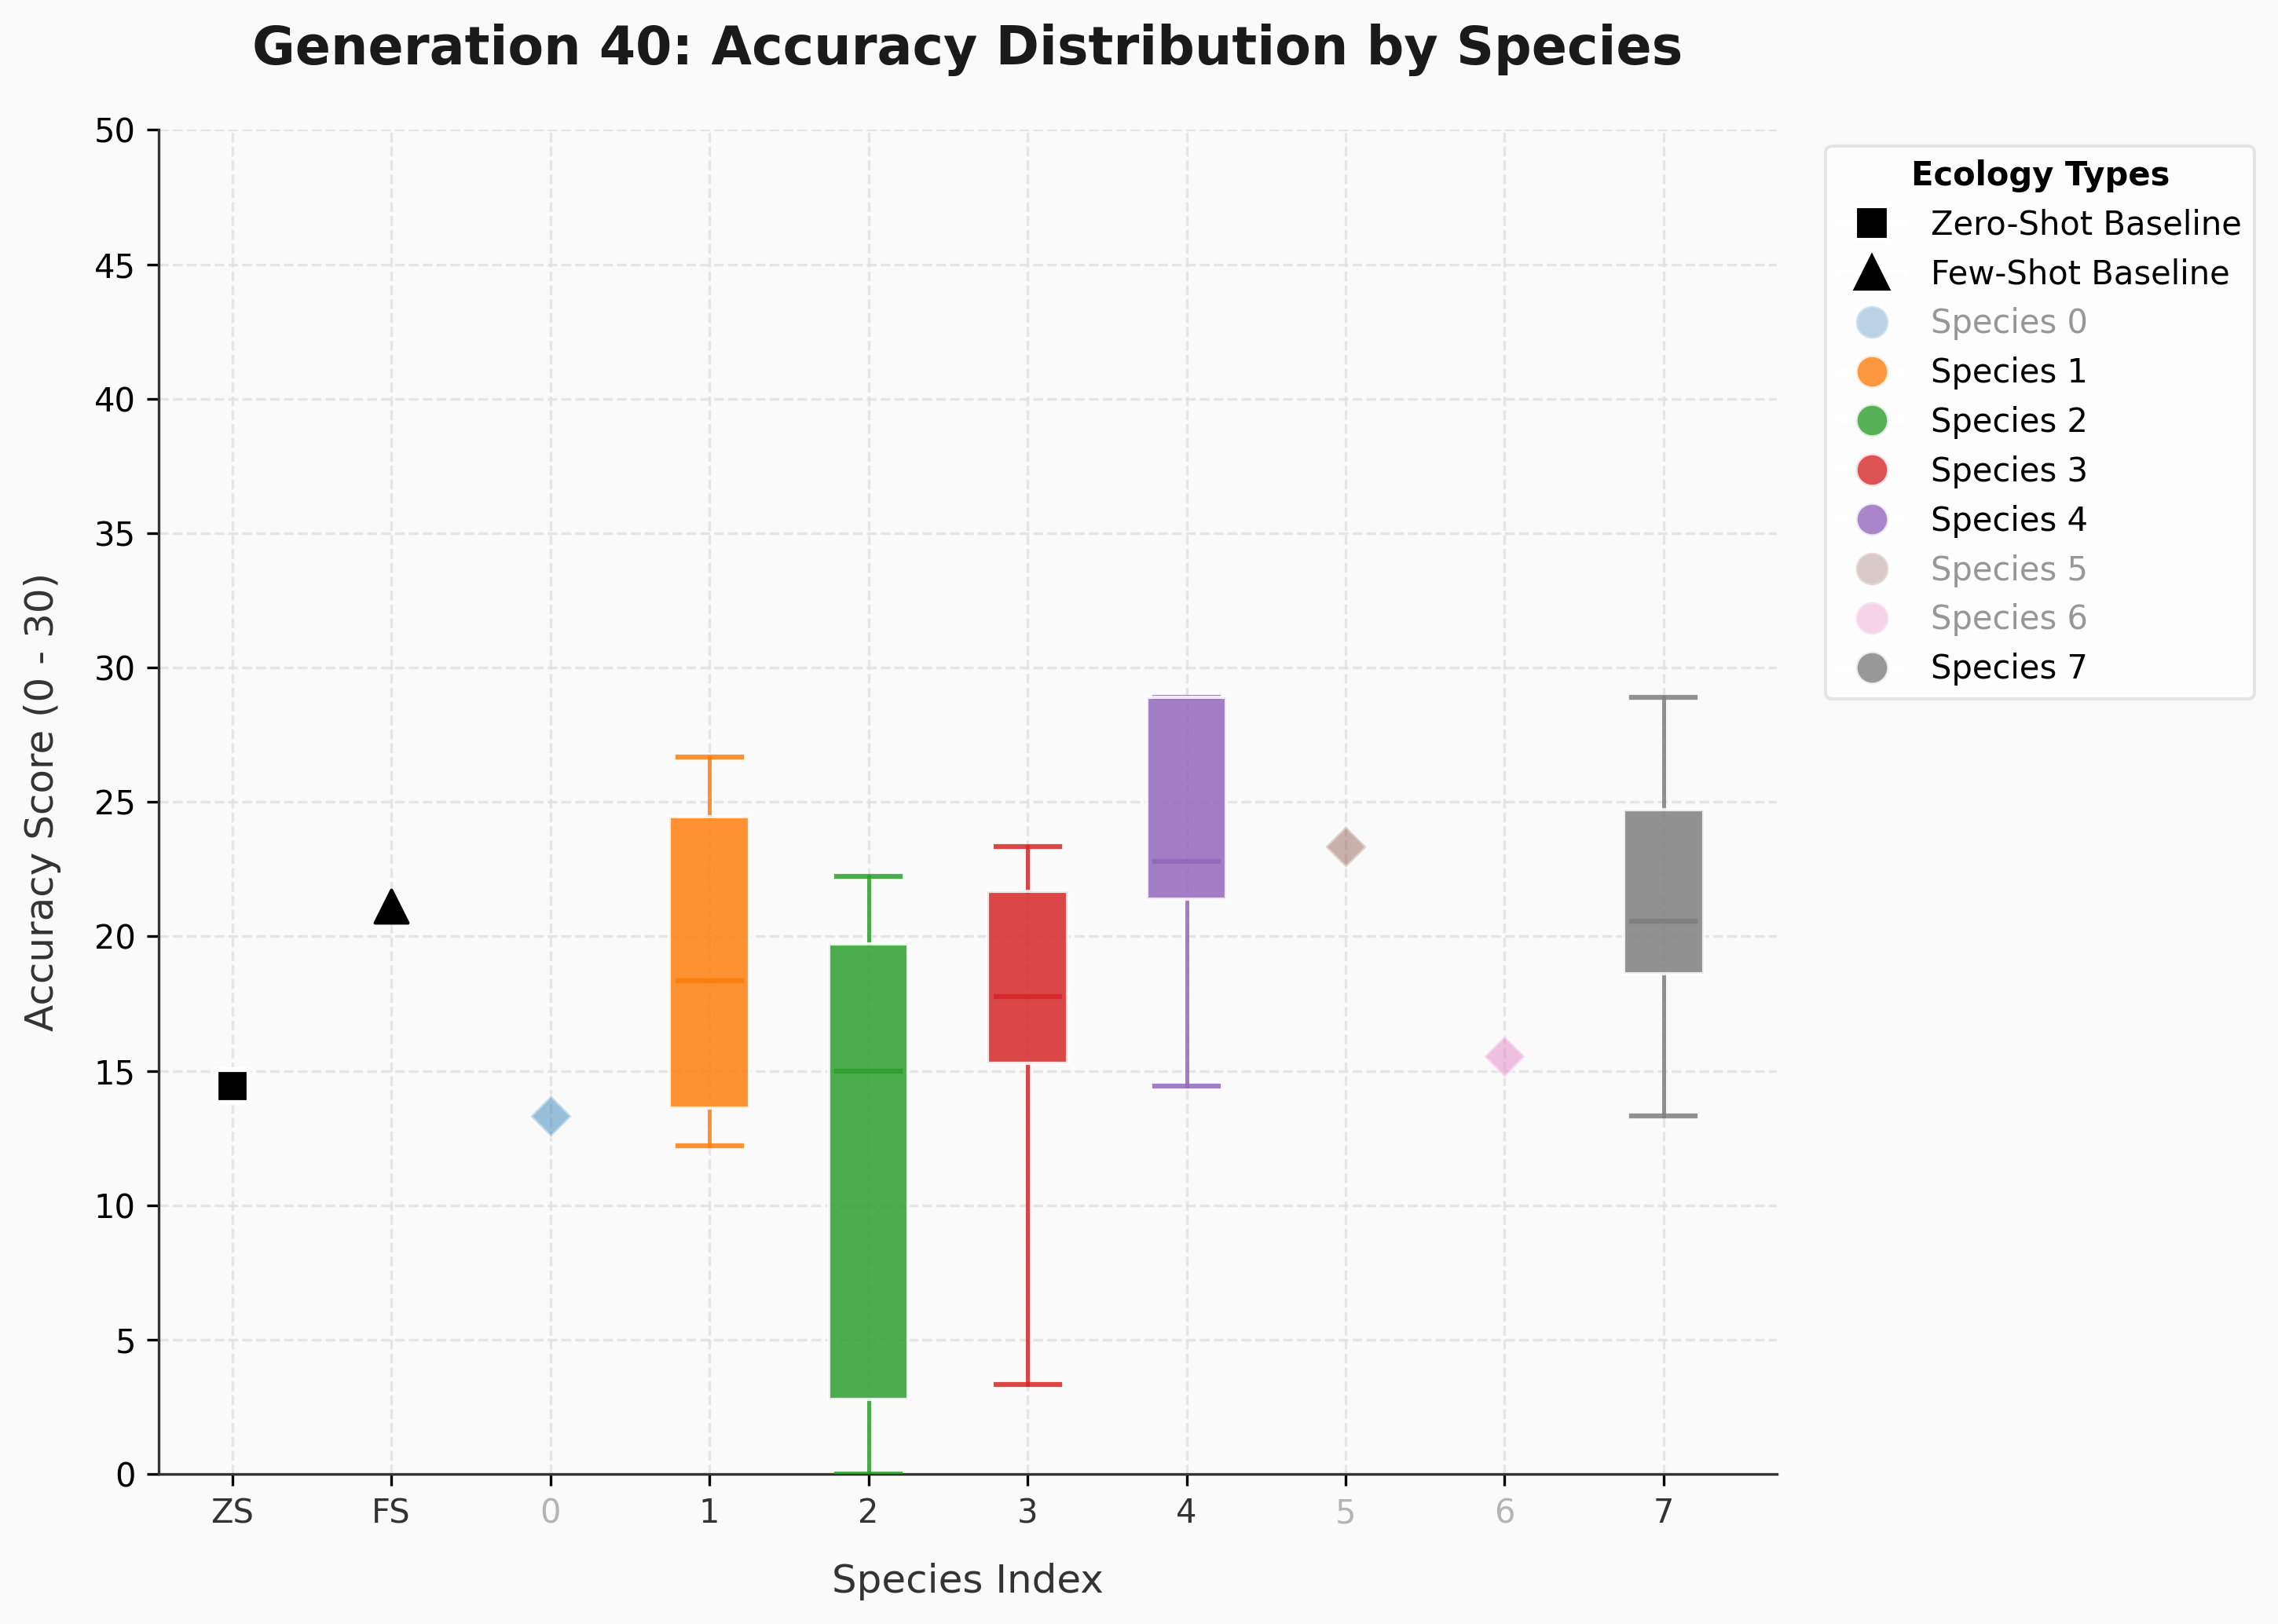 Generation 40: Accuracy Distribution by Species
50
45
40
35
30
25
20
15
10
5
0
Accuracy Score (0 - 30)
ZS FS 0 1 2 3 4 5 6 7
Species Index
Ecology Types
Zero-Shot Baseline
Few-Shot Baseline
Species 0
Species 1
Species 2
Species 3
Species 4
Species 5
Species 6
Species 7